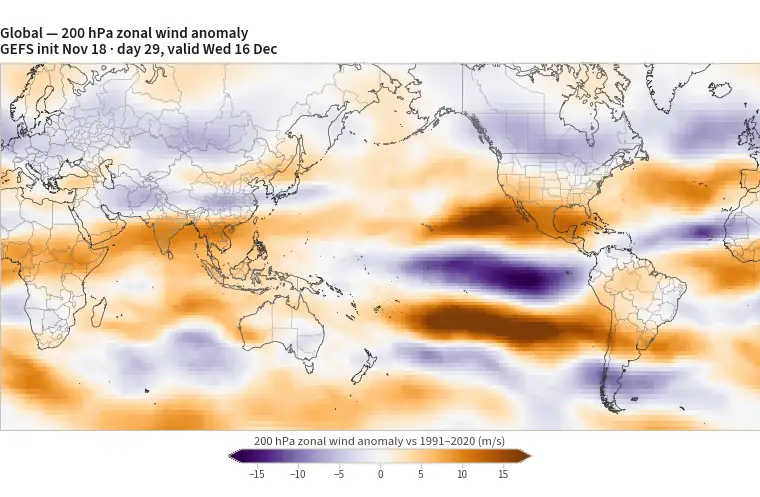 Global — 200 hPa zonal wind anomaly
GEFS init Nov 18 · day 29, valid Wed 16 Dec
200 hPa zonal wind anomaly vs 1991–2020 (m/s)
−15 −10 −5 0 5 10 15